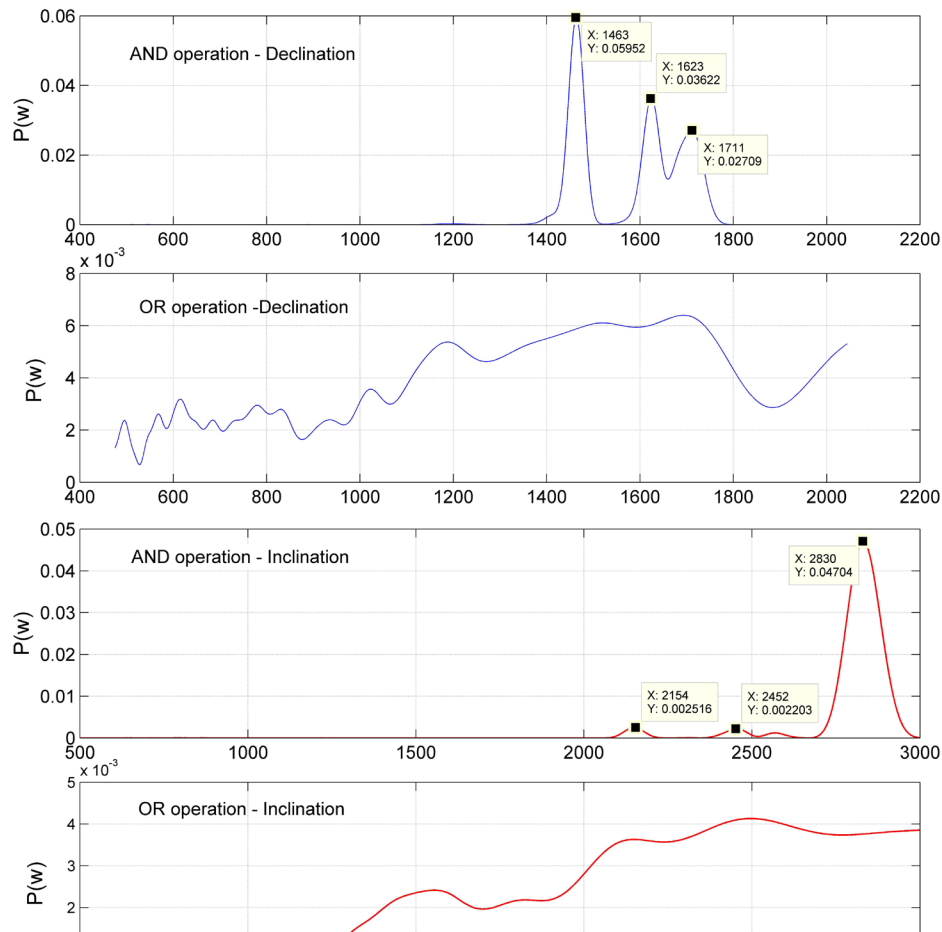 0.06
AND operation - Declination
X: 1463
Y: 0.05952
X: 1623
Y: 0.03622
0.04
P(w)
X: 1711
Y: 0.02709
0.02
0
400 600 800 1000 1200 1400 1600 1800 2000 2200
x 10^-3
8
OR operation -Declination
6
P(w)
4
2
0
400 600 800 1000 1200 1400 1600 1800 2000 2200
0.05
AND operation - Inclination
X: 2830
Y: 0.04704
0.04
0.03
P(w)
0.02
0.01
X: 2154
Y: 0.002516
X: 2452
Y: 0.002203
0
500 1000 1500 2000 2500 3000
x 10^-3
5
OR operation - Inclination
4
3
P(w)
2